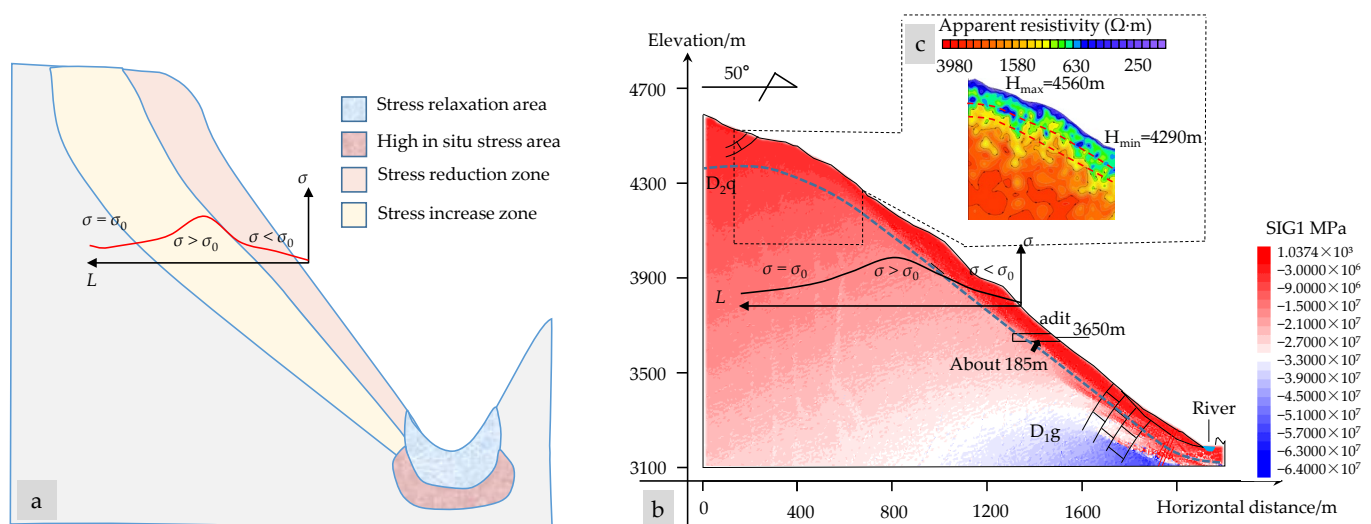 Stress relaxation area
High in situ stress area
Stress reduction zone
Stress increase zone
σ
σ = σ₀
σ > σ₀
σ < σ₀
L
a
Elevation/m
50°
4700
4300
3900
3500
3100
c
Apparent resistivity (Ω·m)
3980 1580 630 250
Hmax=4560m
Hmin=4290m
D₂q
σ
σ = σ₀
σ > σ₀
σ < σ₀
L
adit
3650m
About 185m
D₁g
River
SIG1 MPa
1.0374×10³
−3.0000×10⁶
−9.0000×10⁶
−1.5000×10⁷
−2.1000×10⁷
−2.7000×10⁷
−3.3000×10⁷
−3.9000×10⁷
−4.5000×10⁷
−5.1000×10⁷
−5.7000×10⁷
−6.3000×10⁷
−6.4000×10⁷
b
0 400 800 1200 1600
Horizontal distance/m